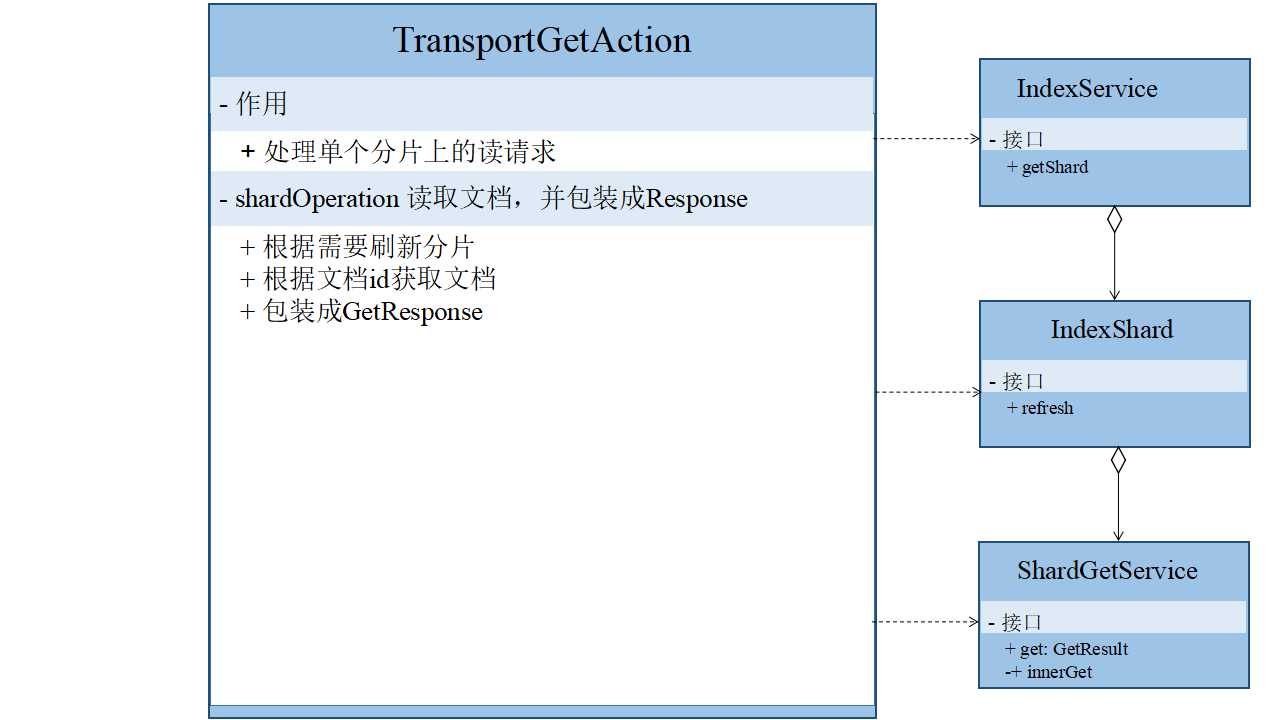 TransportGetAction
- 作用
+ 处理单个分片上的读请求
- shardOperation 读取文档，并包装成Response
+ 根据需要刷新分片
+ 根据文档id获取文档
+ 包装成GetResponse
IndexService
- 接口
+ getShard
IndexShard
- 接口
+ refresh
ShardGetService
- 接口
+ get: GetResult
-+ innerGet